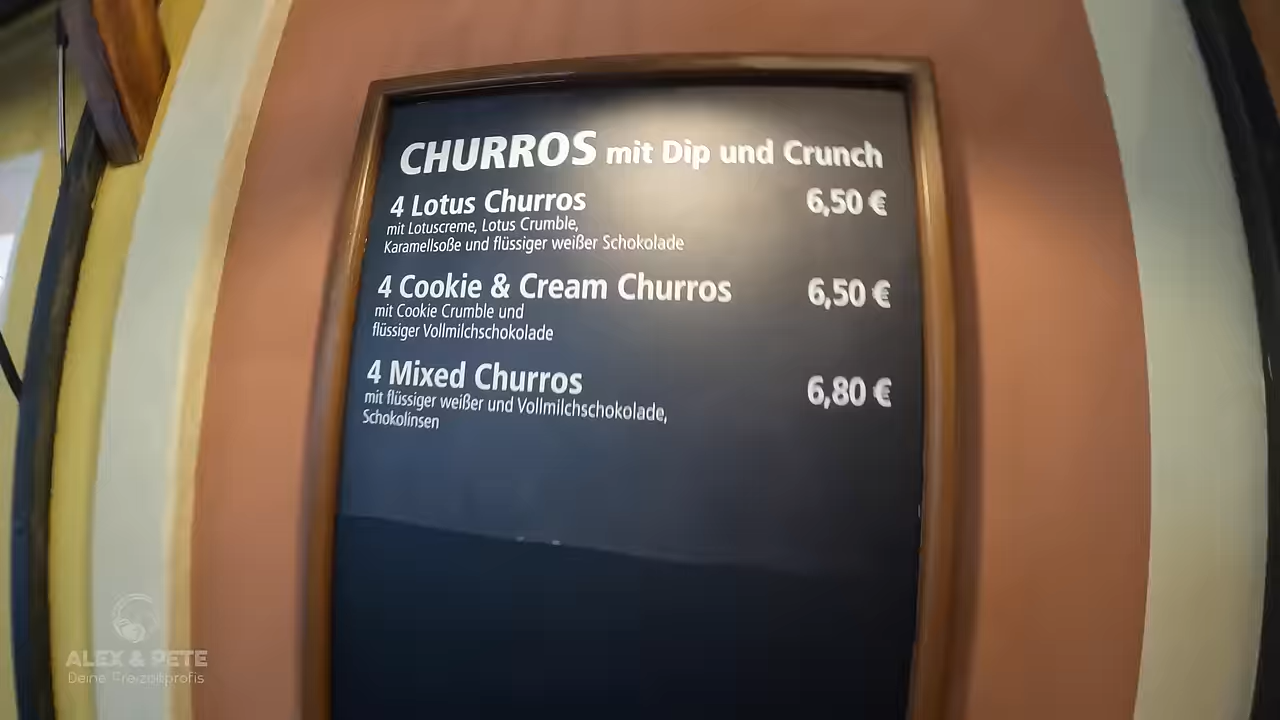 CHURROS mit Dip und Crunch
4 Lotus Churros 6,50 €
mit Lotuscreme, Lotus Crumble,
Karamellsoße und flüssiger weißer Schokolade
4 Cookie & Cream Churros 6,50 €
mit Cookie Crumble und
flüssiger Vollmilchschokolade
4 Mixed Churros 6,80 €
mit flüssiger weißer und Vollmilchschokolade,
Schokolinsen
ALEX & PETE
Deine Freizeitprofis